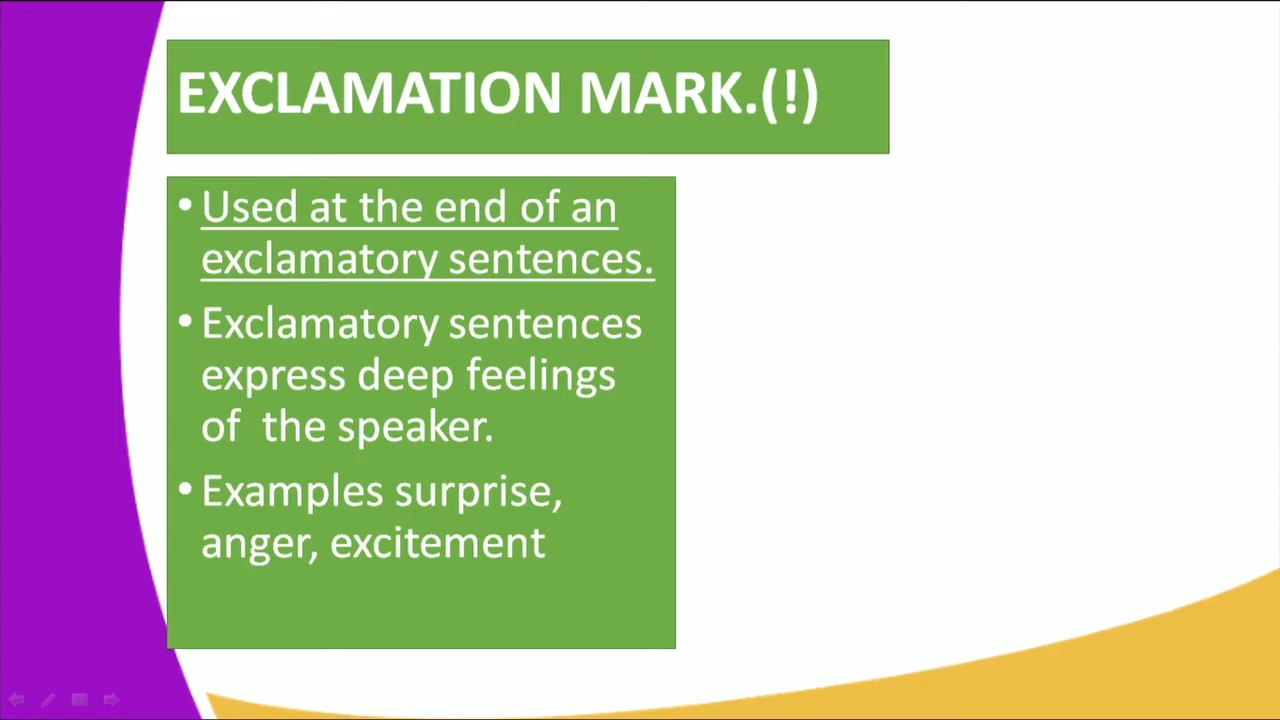 EXCLAMATION MARK.(!)
• Used at the end of an
exclamatory sentences.
• Exclamatory sentences
express deep feelings
of  the speaker.
• Examples surprise,
anger, excitement